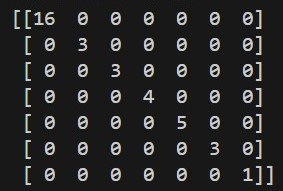 [[16 0 0 0 0 0 0]
[ 0 3 0 0 0 0 0]
[ 0 0 3 0 0 0 0]
[ 0 0 0 4 0 0 0]
[ 0 0 0 0 5 0 0]
[ 0 0 0 0 0 3 0]
[ 0 0 0 0 0 0 1]]